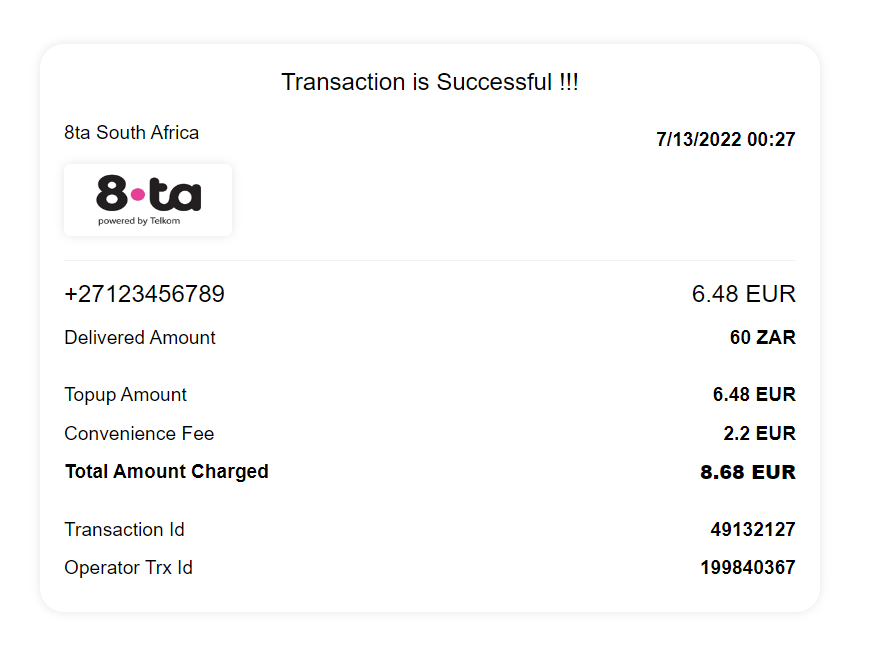 Transaction is Successful !!!
8ta South Africa
7/13/2022 00:27
8•ta
powered by Telkom
+27123456789 6.48 EUR
Delivered Amount 60 ZAR
Topup Amount 6.48 EUR
Convenience Fee 2.2 EUR
Total Amount Charged 8.68 EUR
Transaction Id 49132127
Operator Trx Id 199840367